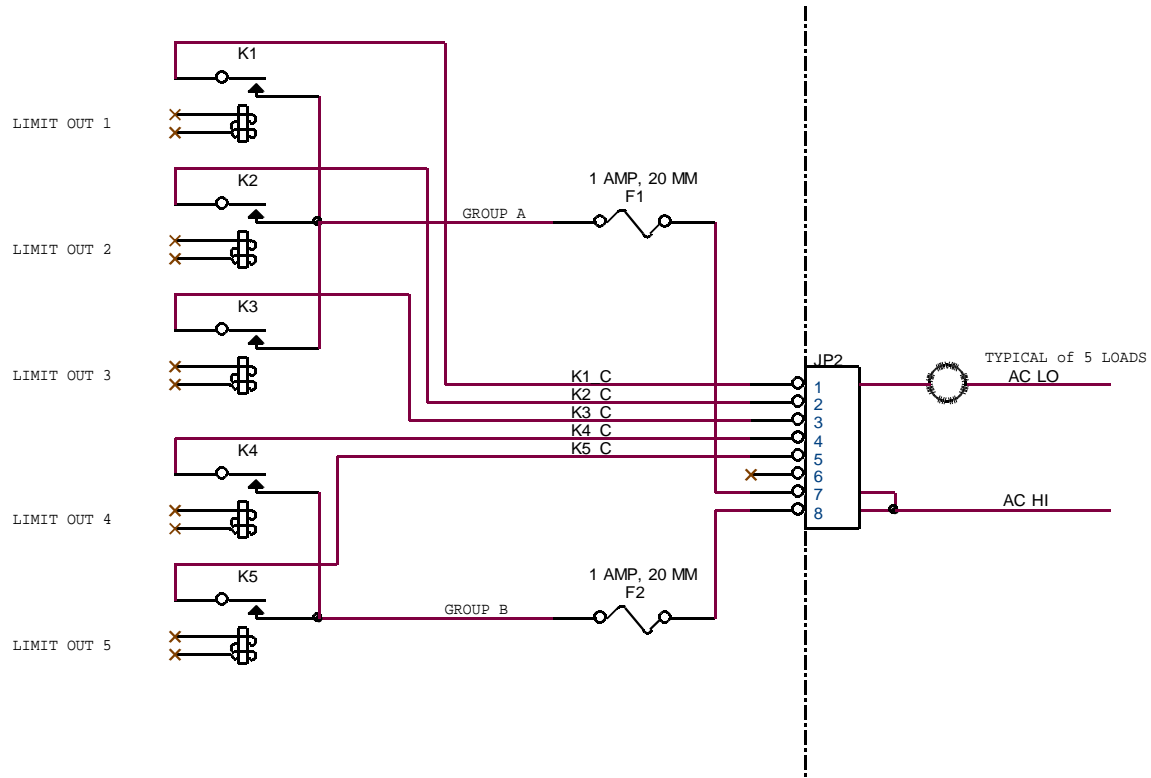 K1
LIMIT OUT 1
K2
LIMIT OUT 2
K3
LIMIT OUT 3
K4
LIMIT OUT 4
K5
LIMIT OUT 5
GROUP A
1 AMP, 20 MM
F1
K1 C
K2 C
K3 C
K4 C
K5 C
GROUP B
1 AMP, 20 MM
F2
JP2
1
2
3
4
5
6
7
8
TYPICAL of 5 LOADS
AC LO
AC HI